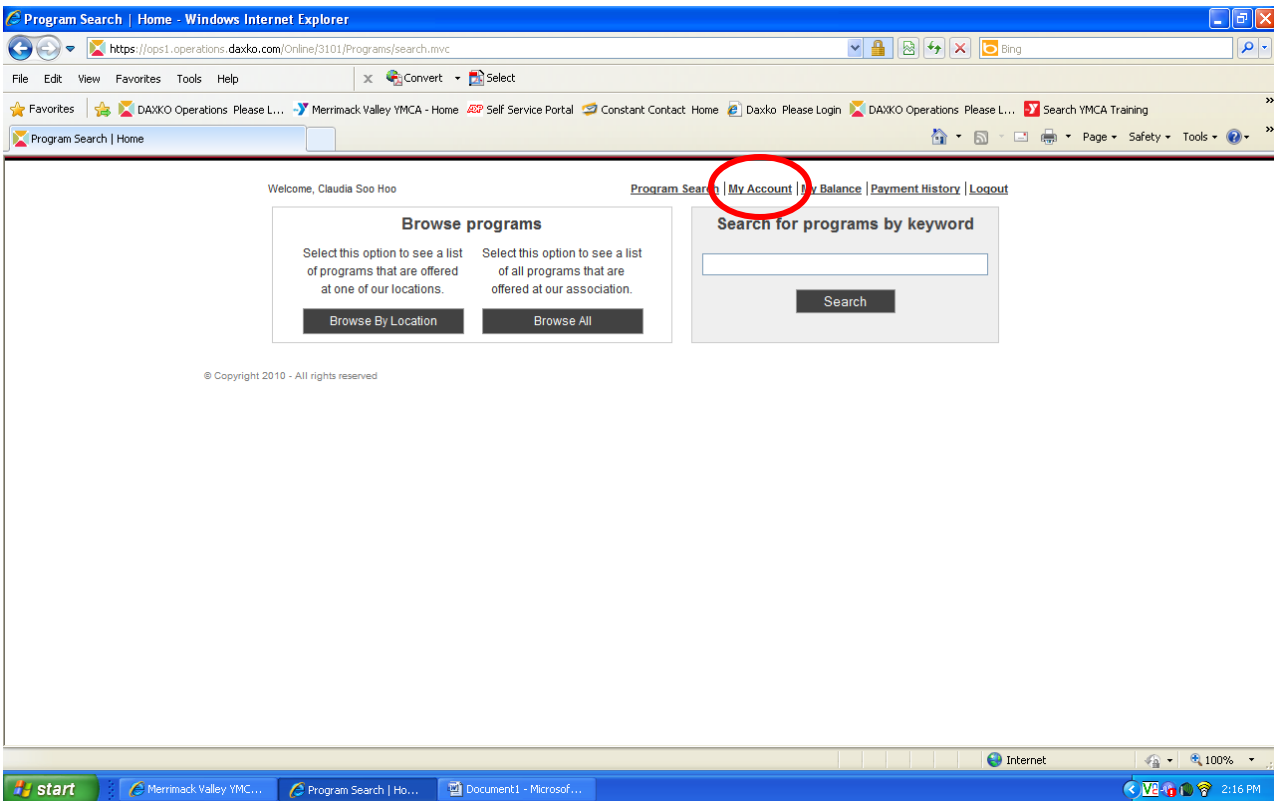 Program Search | Home - Windows Internet Explorer
https://ops1.operations.daxko.com/Online/3101/Programs/search.mvc
Bing
File Edit View Favorites Tools Help
x Convert Select
Favorites DAXKO Operations Please L... Merrimack Valley YMCA - Home ADP Self Service Portal Constant Contact Home Daxko Please Login DAXKO Operations Please L... Search YMCA Training »
Program Search | Home
Page Safety Tools »
Welcome, Claudia Soo Hoo
Program Search | My Account | My Balance | Payment History | Logout
Browse programs
Select this option to see a list
of programs that are offered
at one of our locations.
Browse By Location
Select this option to see a list
of all programs that are
offered at our association.
Browse All
Search for programs by keyword
Search
© Copyright 2010 - All rights reserved
Internet 100%
start Merrimack Valley YMC... Program Search | Ho... Document1 - Microsof... 2:16 PM